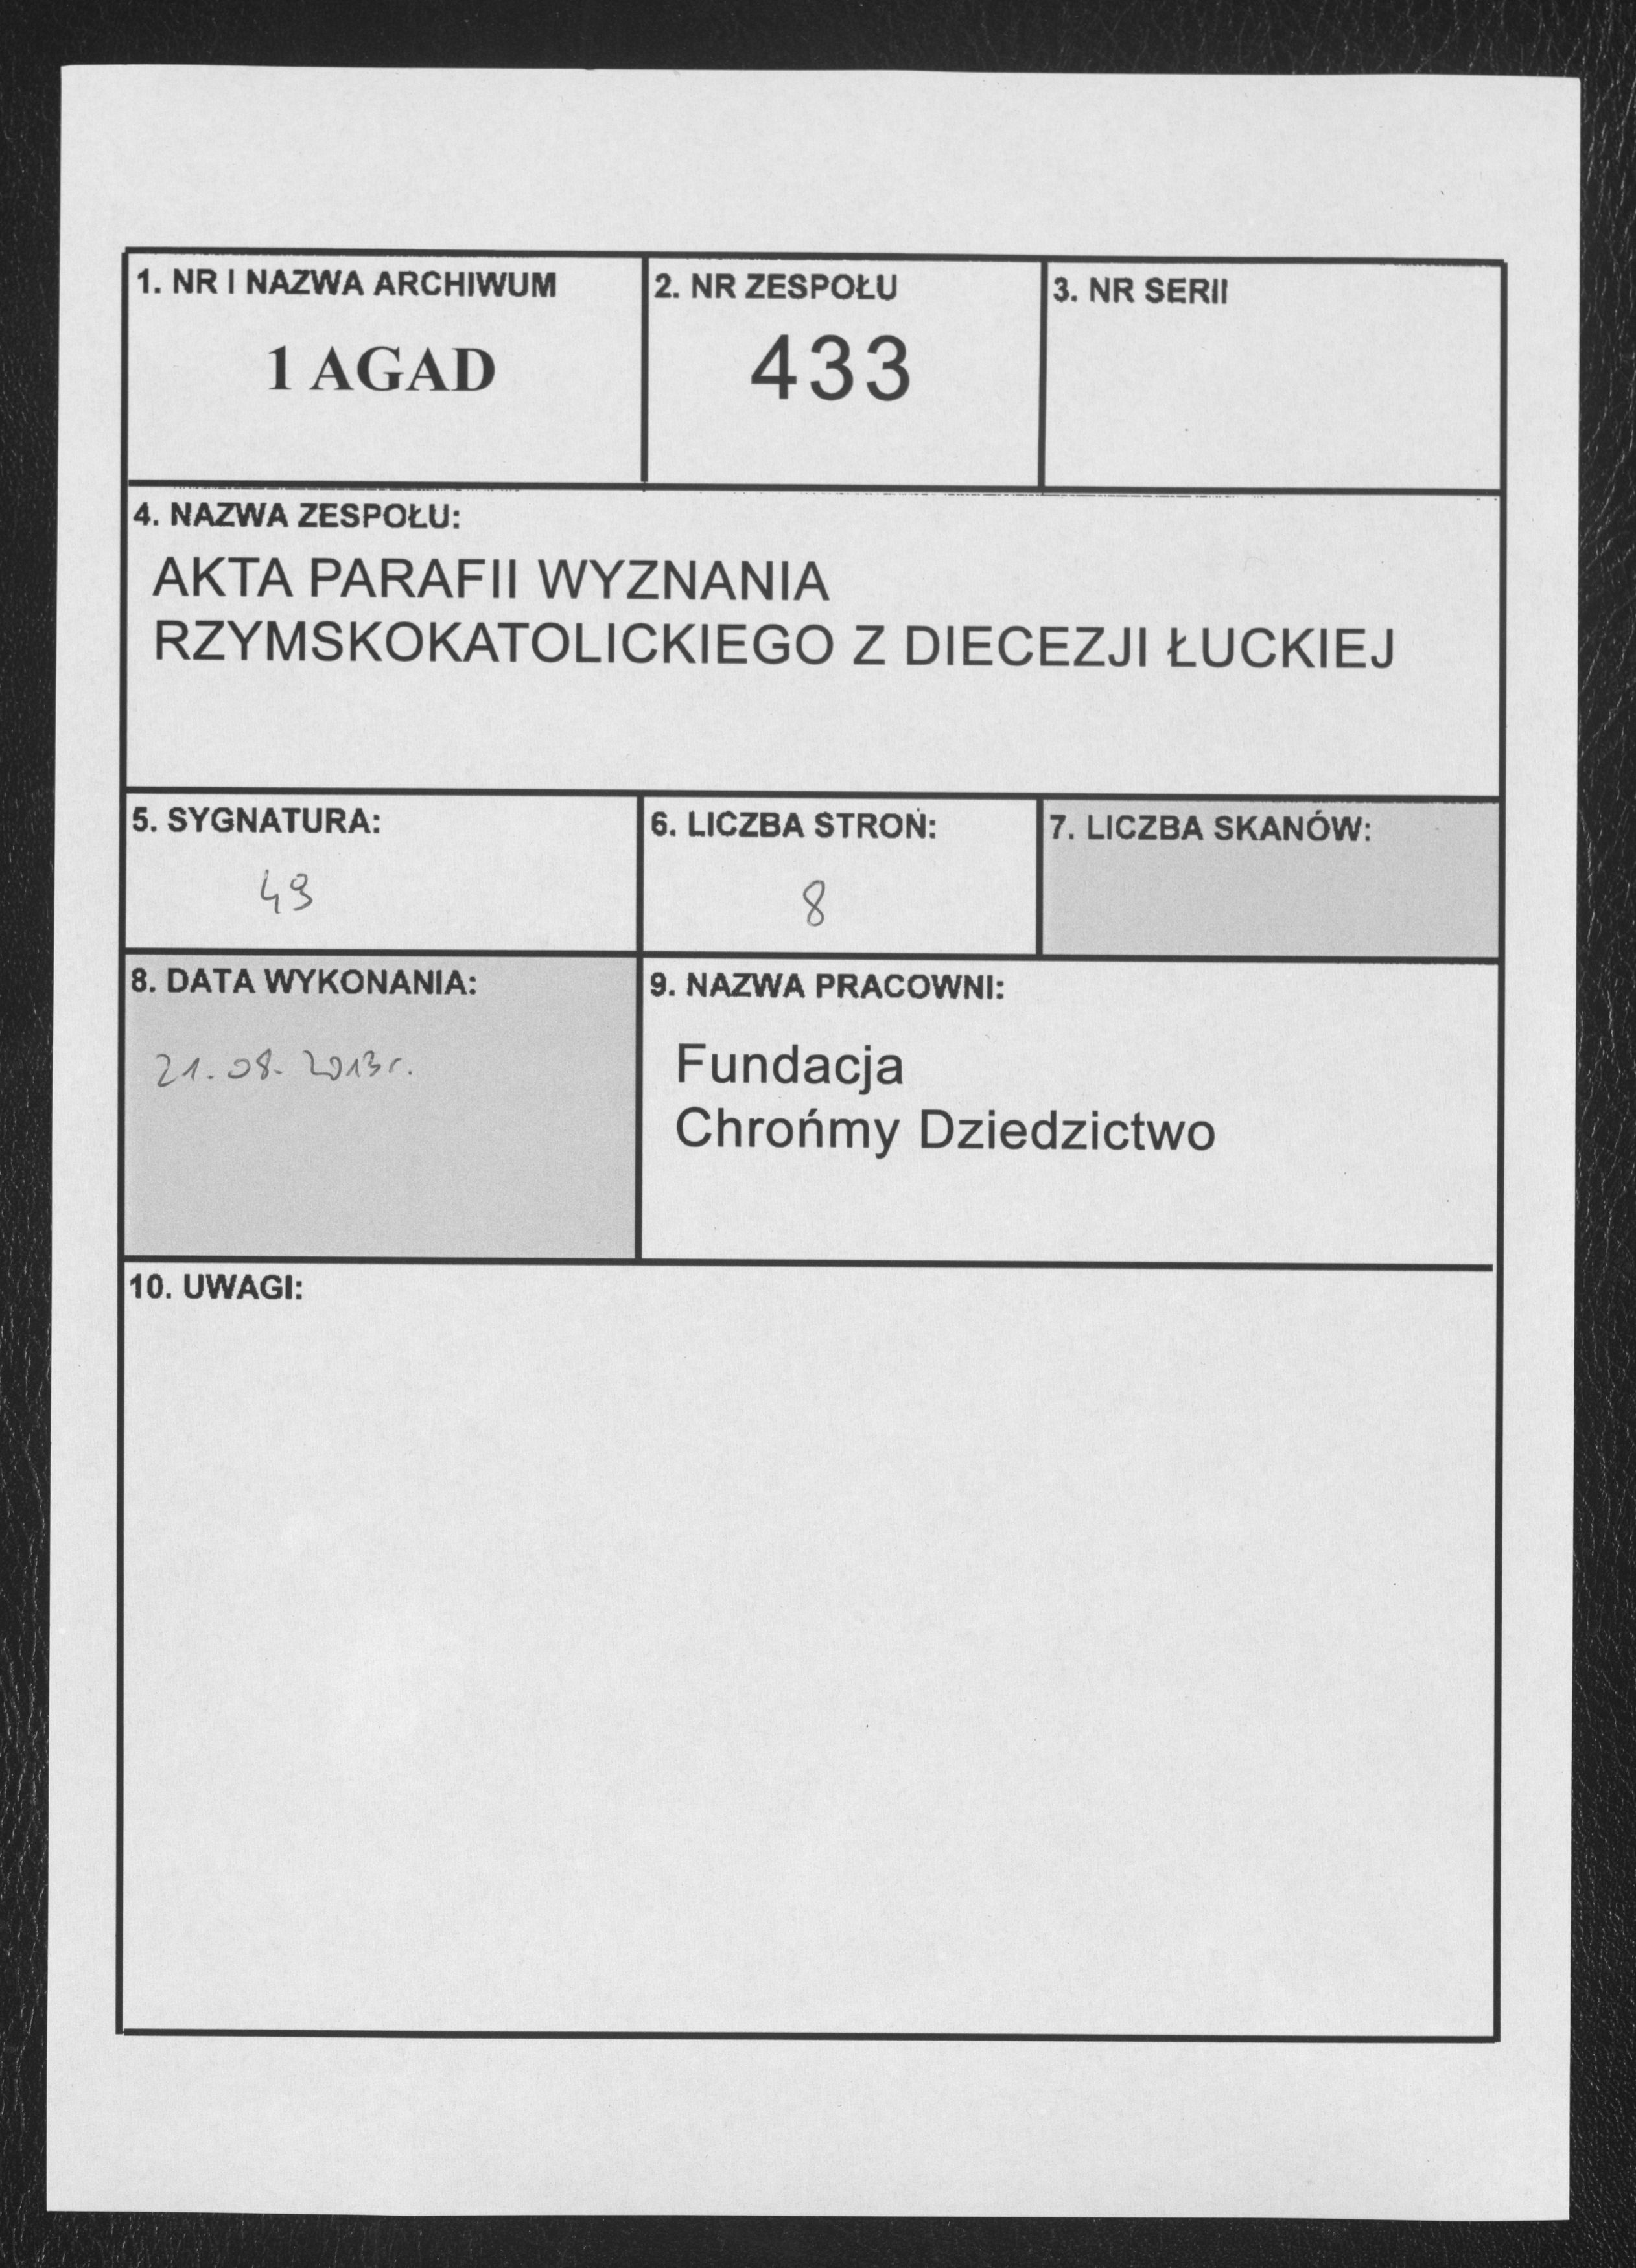 1. NR I NAZWA ARCHIWUM
1 AGAD
2. NR ZESPOŁU
433
3. NR SERII
4. NAZWA ZESPOŁU:
AKTA PARAFII WYZNANIA
RZYMSKOKATOLICKIEGO Z DIECEZJI ŁUCKIEJ
5. SYGNATURA:
49
6. LICZBA STRON:
8
7. LICZBA SKANÓW:
8. DATA WYKONANIA:
21.08.2013r.
9. NAZWA PRACOWNI:
Fundacja
Chrońmy Dziedzictwo
10. UWAGI: